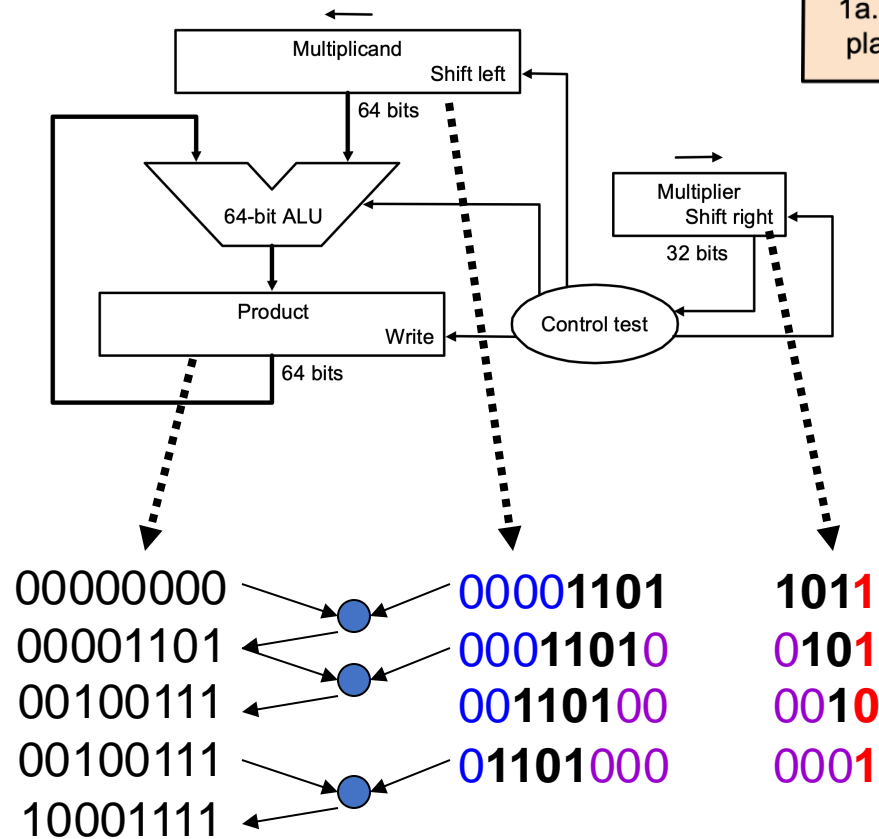 1a.
Multiplicand
Shift left
64 bits
64-bit ALU
Multiplier
Shift right
32 bits
Product
Write
Control test
64 bits
00000000 00001101 1011
00001101 00011010 0101
00100111 00110100 0010
00100111 01101000 0001
10001111